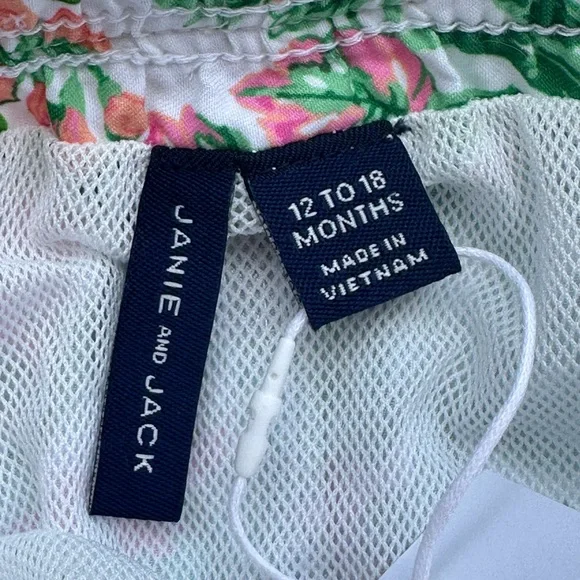 JANIE AND JACK
12 TO 18
MONTHS
MADE IN
VIETNAM